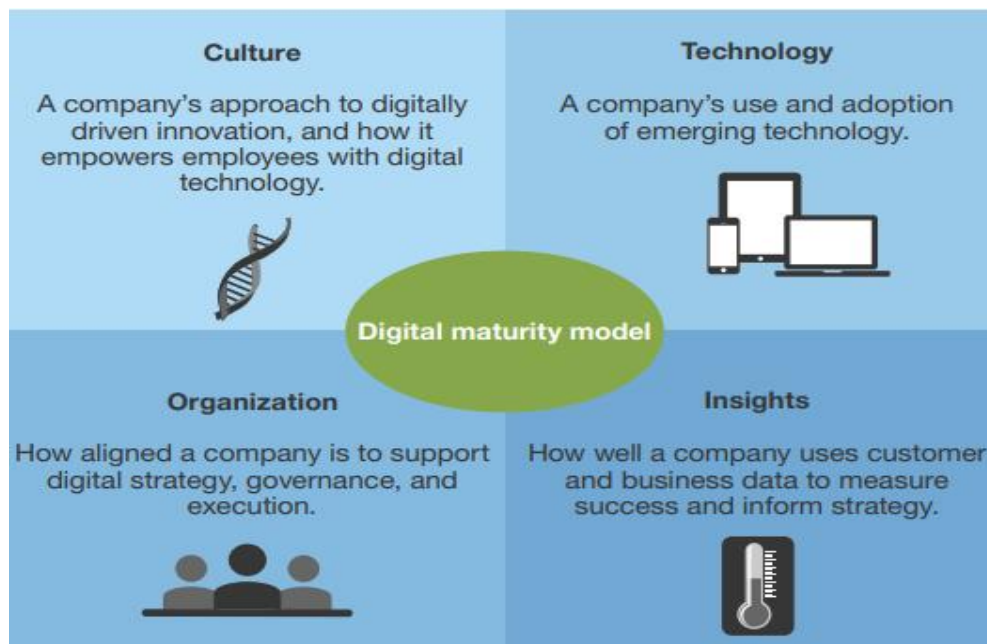 Culture
A company's approach to digitally
driven innovation, and how it
empowers employees with digital
technology.
Technology
A company's use and adoption
of emerging technology.
Digital maturity model
Organization
How aligned a company is to support
digital strategy, governance, and
execution.
Insights
How well a company uses customer
and business data to measure
success and inform strategy.